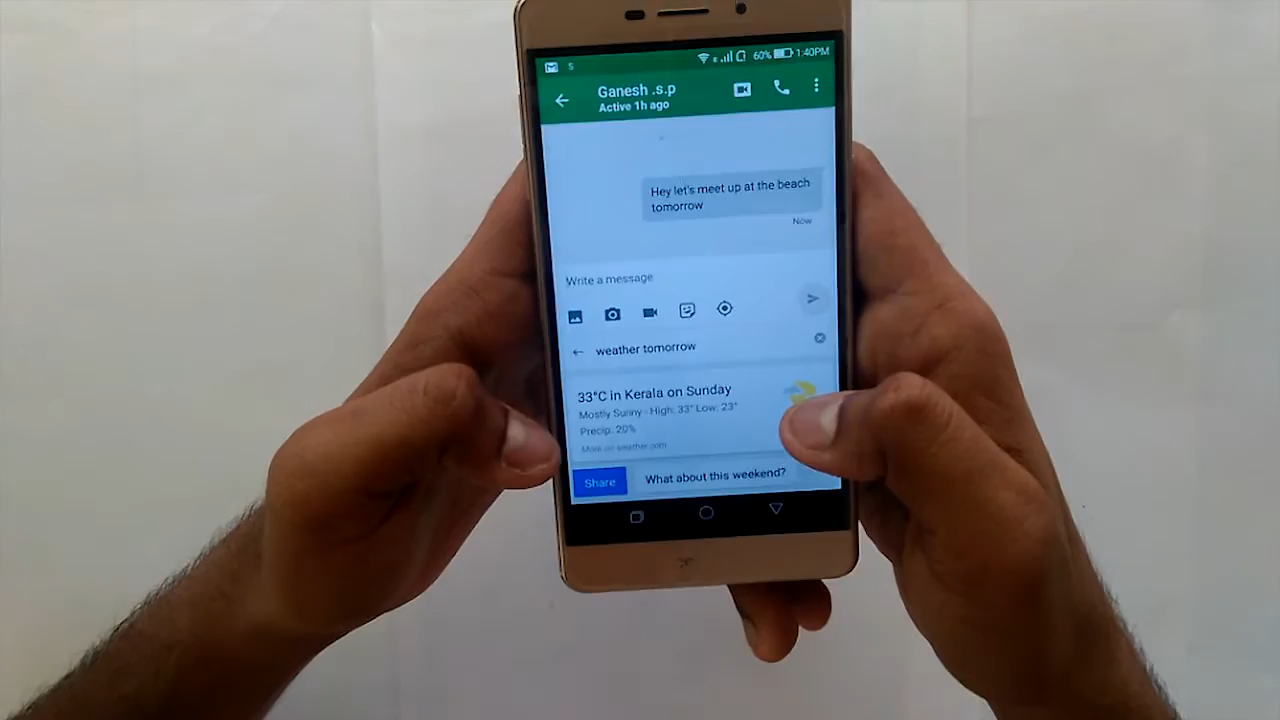 60% 1:40PM
Ganesh .s.p
Active 1h ago
Hey let's meet up at the beach
tomorrow
Now
Write a message
weather tomorrow
33°C in Kerala on Sunday
Mostly Sunny - High: 33° Low: 23°
Precip: 20%
More on weather.com
Share
What about this weekend?